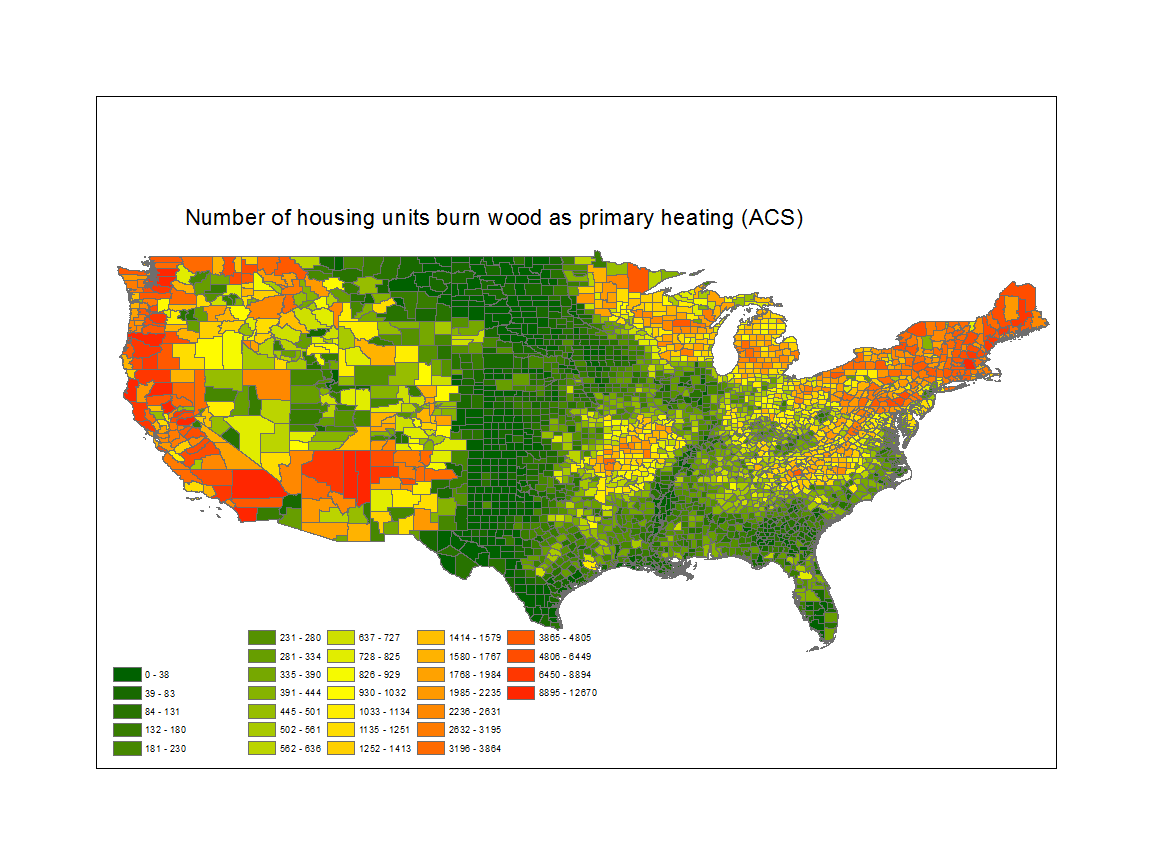 Number of housing units burn wood as primary heating (ACS)
0 - 38
39 - 83
84 - 131
132 - 180
181 - 230
231 - 280
281 - 334
335 - 390
391 - 444
445 - 501
502 - 561
562 - 636
637 - 727
728 - 825
826 - 929
930 - 1032
1033 - 1134
1135 - 1251
1252 - 1413
1414 - 1579
1580 - 1767
1768 - 1984
1985 - 2235
2236 - 2631
2632 - 3195
3196 - 3864
3865 - 4805
4806 - 6449
6450 - 8894
8895 - 12670